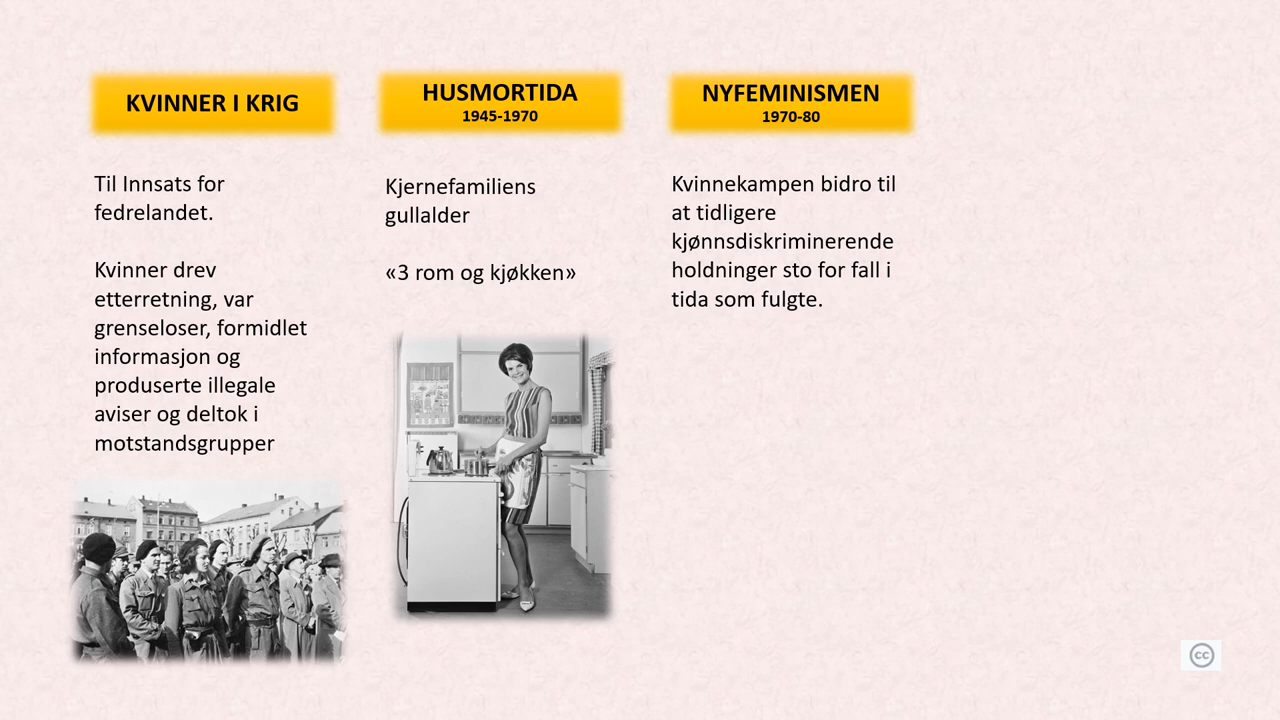 KVINNER I KRIG
Til Innsats for
fedrelandet.
Kvinner drev
etterretning, var
grenseloser, formidlet
informasjon og
produserte illegale
aviser og deltok i
motstandsgrupper
HUSMORTIDA
1945-1970
Kjernefamiliens
gullalder
«3 rom og kjøkken»
NYFEMINISMEN
1970-80
Kvinnekampen bidro til
at tidligere
kjønnsdiskriminerende
holdninger sto for fall i
tida som fulgte.
cc